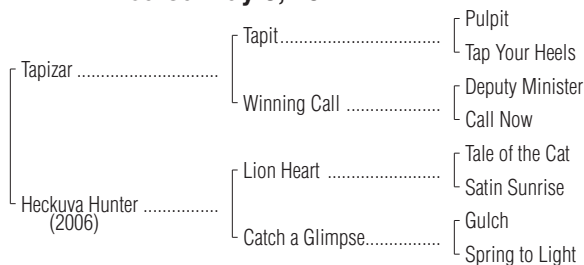 Pulpit
Tapit
Tap Your Heels
Tapizar
Deputy Minister
Winning Call
Call Now
Tale of the Cat
Lion Heart
Satin Sunrise
Heckuva Hunter
(2006)
Gulch
Catch a Glimpse
Spring to Light